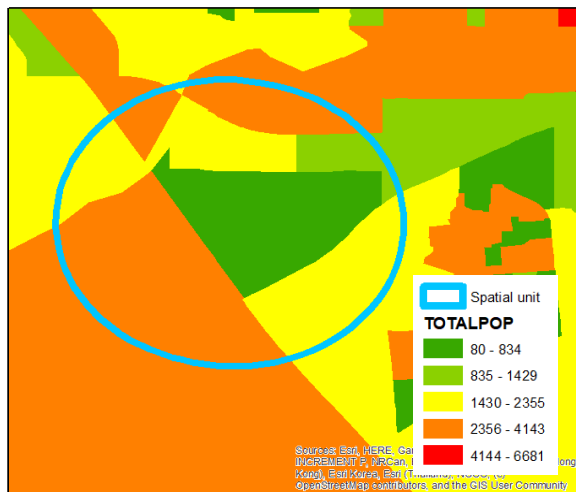 Spatial unit
TOTALPOP
80 - 834
835 - 1429
1430 - 2355
2356 - 4143
4144 - 6681
Sources: Esri, HERE,
INCREMENT P, NRCan,
Kong), Esri Korea, Esri (Thailand), NGCC, (c)
OpenStreetMap contributors, and the GIS User Community